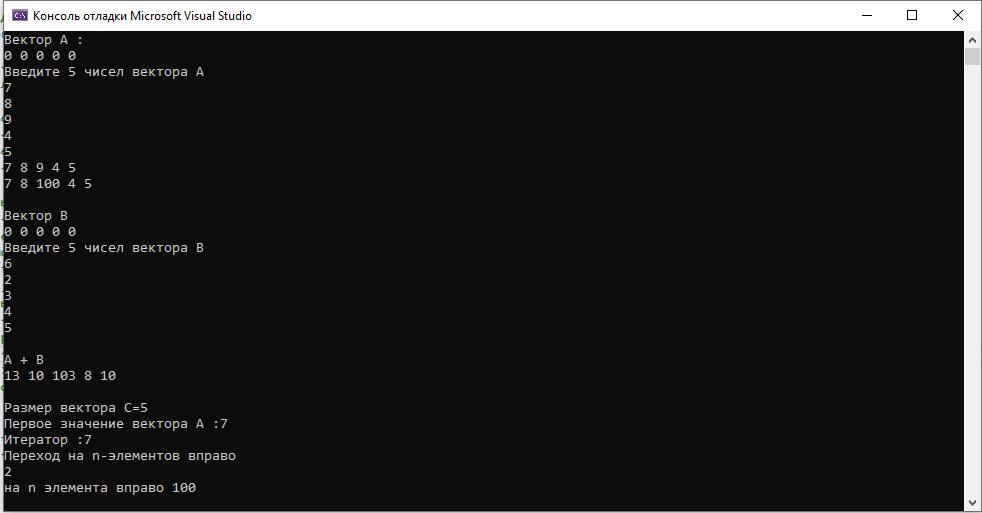 Консоль отладки Microsoft Visual Studio
Вектор A :
0 0 0 0 0
Введите 5 чисел вектора A
7
8
9
4
5
7 8 9 4 5
7 8 100 4 5
Вектор B
0 0 0 0 0
Введите 5 чисел вектора B
6
2
3
4
5
A + B
13 10 103 8 10
Размер вектора C=5
Первое значение вектора A :7
Итератор :7
Переход на n-элементов вправо
2
на n элемента вправо 100